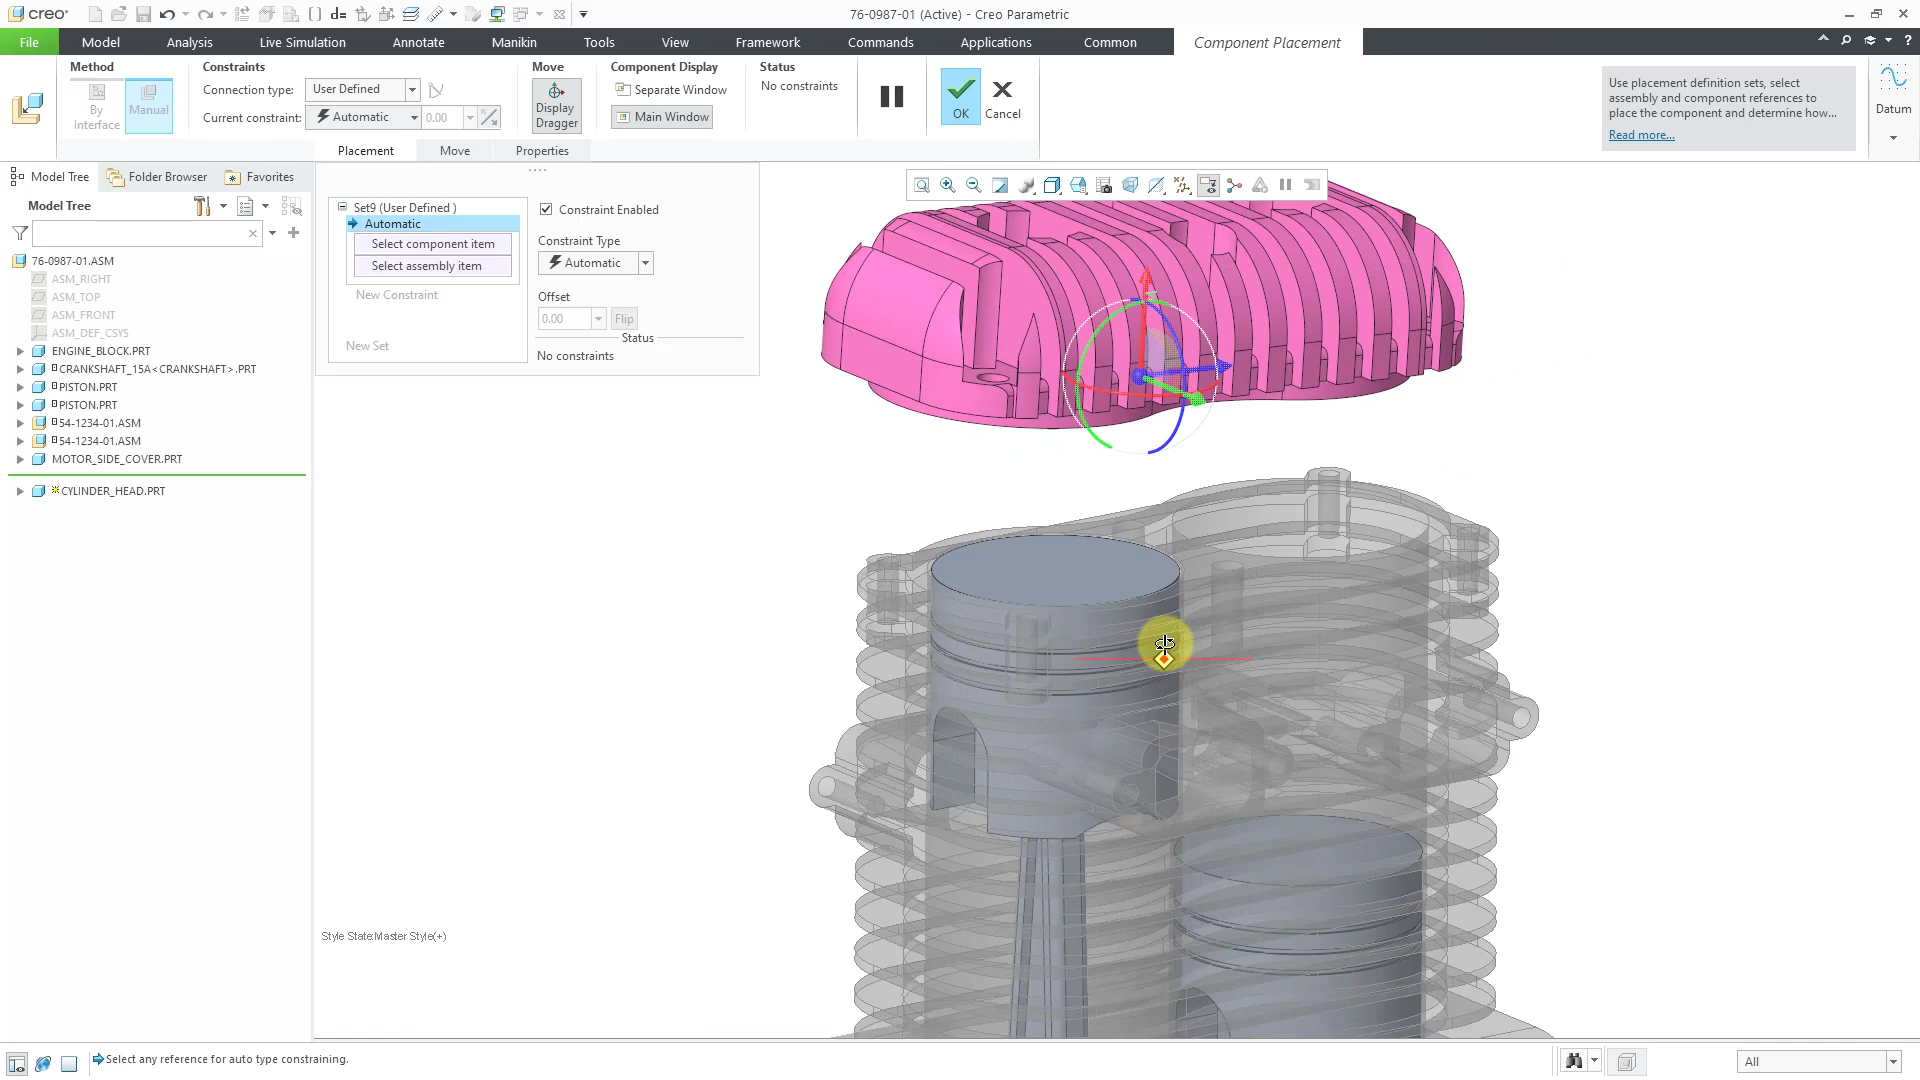 creo
76-0987-01 (Active) - Creo Parametric
File
Model
Analysis
Live Simulation
Annotate
Manikin
Tools
View
Framework
Commands
Applications
Common
Component Placement
Method
Constraints
Move
Component Display
Status
By Interface
Manual
Connection type:
User Defined
Current constraint:
Automatic
0.00
Display Dragger
Separate Window
Main Window
No constraints
OK
Cancel
Use placement definition sets, select
assembly and component references to
place the component and determine how...
Read more...
Datum
Placement
Move
Properties
Model Tree
Folder Browser
Favorites
Model Tree
76-0987-01.ASM
ASM_RIGHT
ASM_TOP
ASM_FRONT
ASM_DEF_CSYS
ENGINE_BLOCK.PRT
CRANKSHAFT_15A<CRANKSHAFT>.PRT
PISTON.PRT
PISTON.PRT
54-1234-01.ASM
54-1234-01.ASM
MOTOR_SIDE_COVER.PRT
CYLINDER_HEAD.PRT
Set9 (User Defined )
Automatic
Select component item
Select assembly item
New Constraint
New Set
Constraint Enabled
Constraint Type
Automatic
Offset
0.00
Flip
Status
No constraints
Style State:Master Style(+)
Select any reference for auto type constraining.
All